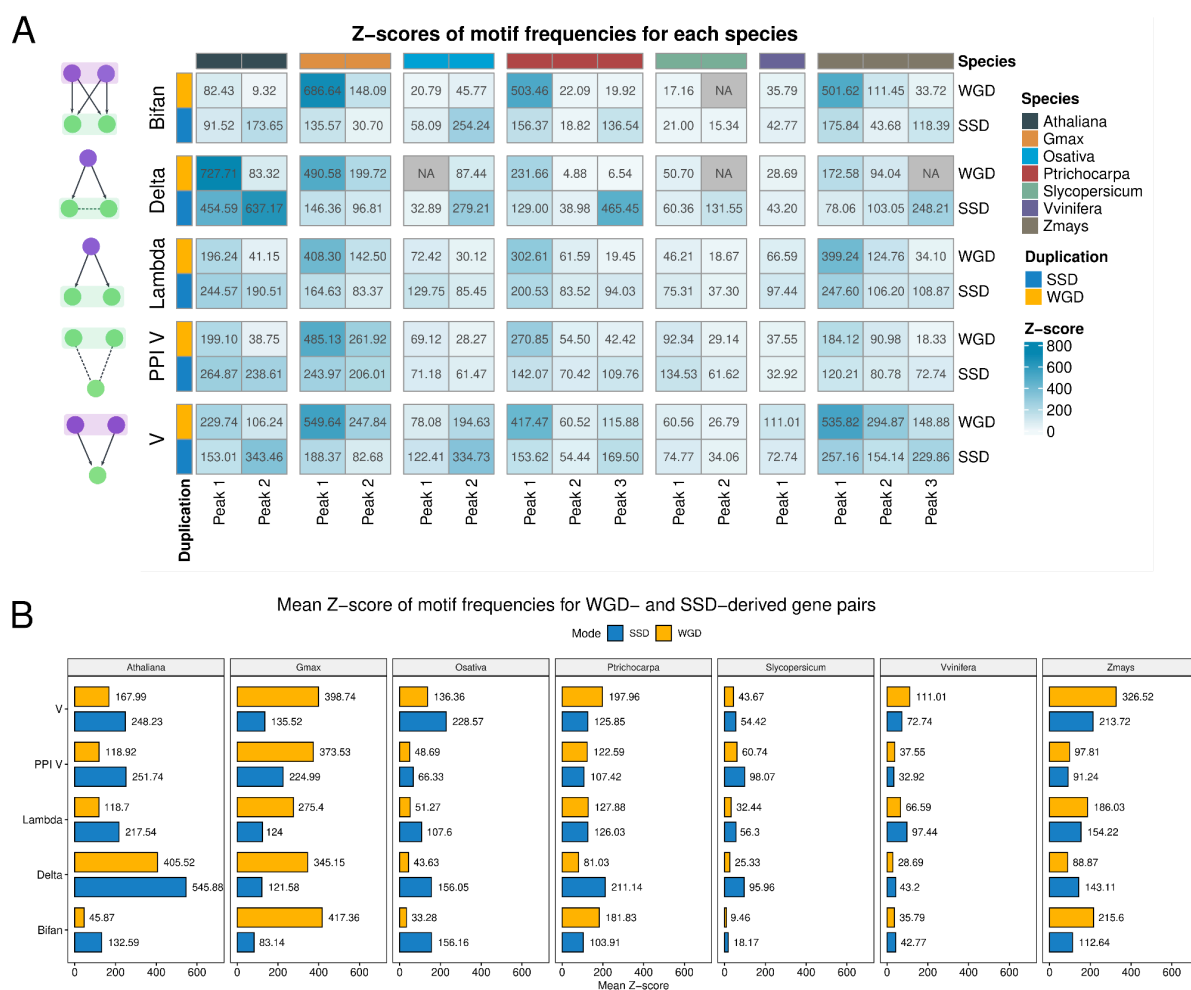 A
Z-scores of motif frequencies for each species
Species
Bifan
82.43 9.32 686.64 148.09 20.79 45.77 503.46 22.09 19.92 17.16 NA 35.79 501.62 111.45 33.72 WGD
91.52 173.65 135.57 30.70 58.09 254.24 156.37 18.82 136.54 21.00 15.34 42.77 175.84 43.68 118.39 SSD
Delta
727.71 83.32 490.58 199.72 NA 87.44 231.66 4.88 6.54 50.70 NA 28.69 172.58 94.04 NA WGD
454.59 637.17 146.36 96.81 32.89 279.21 129.00 38.98 465.45 60.36 131.55 43.20 78.06 103.05 248.21 SSD
Lambda
196.24 41.15 408.30 142.50 72.42 30.12 302.61 61.59 19.45 46.21 18.67 66.59 399.24 124.76 34.10 WGD
244.57 190.51 164.63 83.37 129.75 85.45 200.53 83.52 94.03 75.31 37.30 97.44 247.60 106.20 108.87 SSD
PPI V
199.10 38.75 485.13 261.92 69.12 28.27 270.85 54.50 42.42 92.34 29.14 37.55 184.12 90.98 18.33 WGD
264.87 238.61 243.97 206.01 71.18 61.47 142.07 70.42 109.76 134.53 61.62 32.92 120.21 80.78 72.74 SSD
V
229.74 106.24 549.64 247.84 78.08 194.63 417.47 60.52 115.88 60.56 26.79 111.01 535.82 294.87 148.88 WGD
153.01 343.46 188.37 82.68 122.41 334.73 153.62 54.44 169.50 74.77 34.06 72.74 257.16 154.14 229.86 SSD
Duplication Peak 1 Peak 2 Peak 1 Peak 2 Peak 1 Peak 2 Peak 1 Peak 2 Peak 3 Peak 1 Peak 2 Peak 1 Peak 1 Peak 2 Peak 3
Species
Athaliana
Gmax
Osativa
Ptrichocarpa
Slycopersicum
Vvinifera
Zmays
Duplication
SSD
WGD
Z-score
800
600
400
200
0
B
Mean Z-score of motif frequencies for WGD- and SSD-derived gene pairs
Mode SSD WGD
Athaliana Gmax Osativa Ptrichocarpa Slycopersicum Vvinifera Zmays
V
167.99 398.74 136.36 197.96 43.67 111.01 326.52
248.23 135.52 228.57 125.85 54.42 72.74 213.72
PPI V
118.92 373.53 48.69 122.59 60.74 37.55 97.81
251.74 224.99 66.33 107.42 98.07 32.92 91.24
Lambda
118.7 275.4 51.27 127.88 32.44 66.59 186.03
217.54 124 107.6 126.03 56.3 97.44 154.22
Delta
405.52 345.15 43.63 81.03 25.33 28.69 88.87
545.88 121.58 156.05 211.14 95.96 43.2 143.11
Bifan
45.87 417.36 33.28 181.83 9.46 35.79 215.6
132.59 83.14 156.16 103.91 18.17 42.77 112.64
0 200 400 600 0 200 400 600 0 200 400 600 0 200 400 600 0 200 400 600 0 200 400 600 0 200 400 600
Mean Z-score